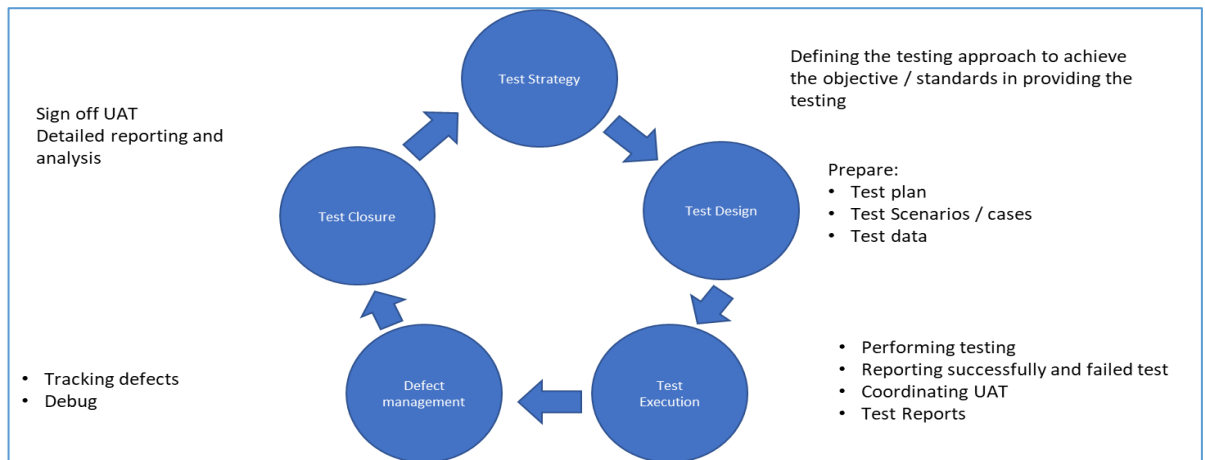 Test Strategy
Defining the testing approach to achieve
the objective / standards in providing the
testing
Sign off UAT
Detailed reporting and
analysis
Test Closure
Test Design
Prepare:
• Test plan
• Test Scenarios / cases
• Test data
• Tracking defects
• Debug
Defect
management
Test
Execution
• Performing testing
• Reporting successfully and failed test
• Coordinating UAT
• Test Reports